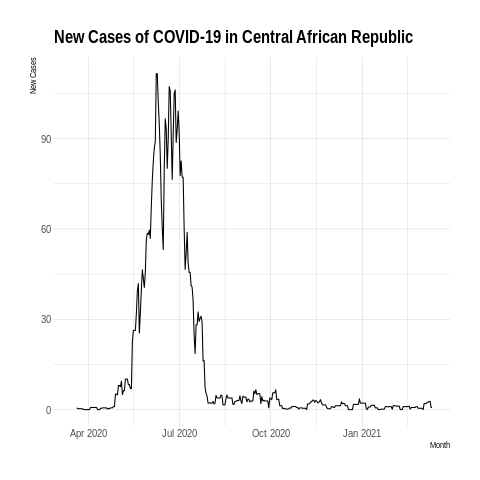 New Cases of COVID-19 in Central African Republic
New Cases
90
60
30
0
Apr 2020 Jul 2020 Oct 2020 Jan 2021
Month